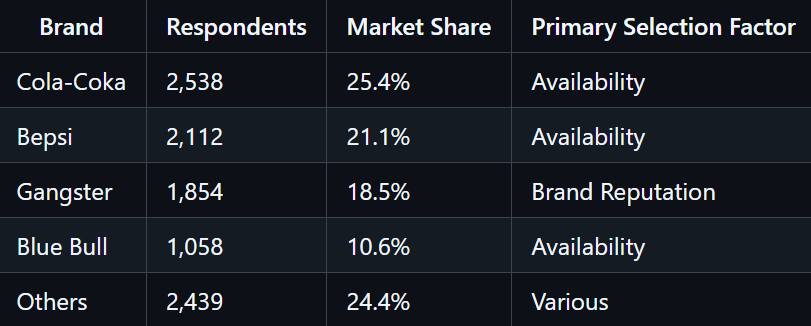 Brand Respondents Market Share Primary Selection Factor
Cola-Coka 2,538 25.4% Availability
Bepsi 2,112 21.1% Availability
Gangster 1,854 18.5% Brand Reputation
Blue Bull 1,058 10.6% Availability
Others 2,439 24.4% Various